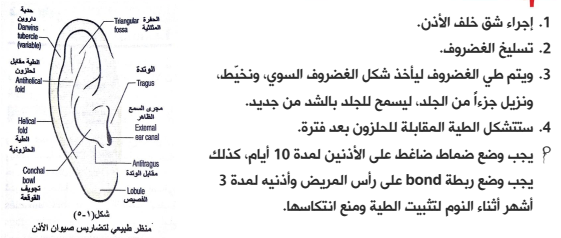 1. إجراء شق خلف الأذن.
2. تسليخ الغضروف.
3. ويتم طي الغضروف ليأخذ شكل الغضروف السوي، ونخيّط،
ونزيل جزءاً من الجلد، ليسمح للجلد بالشد من جديد.
4. ستتشكل الطية المقابلة للحلزون بعد فترة.
يجب وضع ضماط ضاغط على الأذنين لمدة 10 أيام، كذلك
يجب وضع ربطة bond على رأس المريض وأذنيه لمدة 3
أشهر أثناء النوم لتثبيت الطية ومنع انتكاسها.
حدبة
داروين
Darwins
tubercle
(variable)
الطية مقابل
لحلزون
Antihelical
fold
Helical
fold
الطية
الحلزونية
Conchal
bowl
تجويف
القوقعة
Triangular
fossa
الحفرة
المثلثية
الوتدة
Tragus
مجرى السمع
الظاهر
External
ear canal
Antitragus
مقابل الوتدة
Lobule
الفصيص
شكل(١-٥)
منظر طبيعي لتضاريس صيوان الأذن